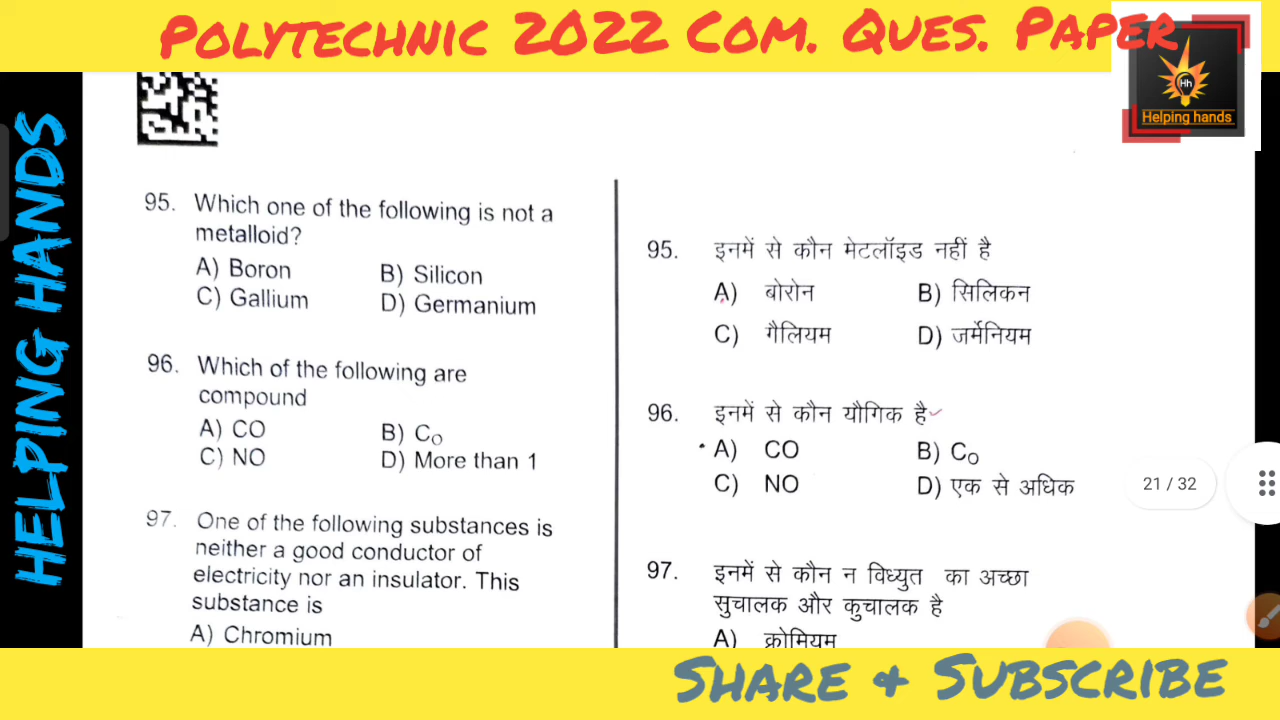 POLYTECHNIC 2022 COM. QUES. PAPER
Hh
Helping hands
HELPING HANDS
95. Which one of the following is not a
metalloid?
A) Boron B) Silicon
C) Gallium D) Germanium
96. Which of the following are
compound
A) CO B) Co
C) NO D) More than 1
97. One of the following substances is
neither a good conductor of
electricity nor an insulator. This
substance is
A) Chromium
95. इनमें से कौन मेटलॉइड नहीं है
A) बोरोन B) सिलिकन
C) गैलियम D) जर्मेनियम
96. इनमें से कौन यौगिक है
A) CO B) Co
C) NO D) एक से अधिक
97. इनमें से कौन न विध्युत का अच्छा
सुचालक और कुचालक है
A) क्रोमियम
21 / 32
SHARE & SUBSCRIBE